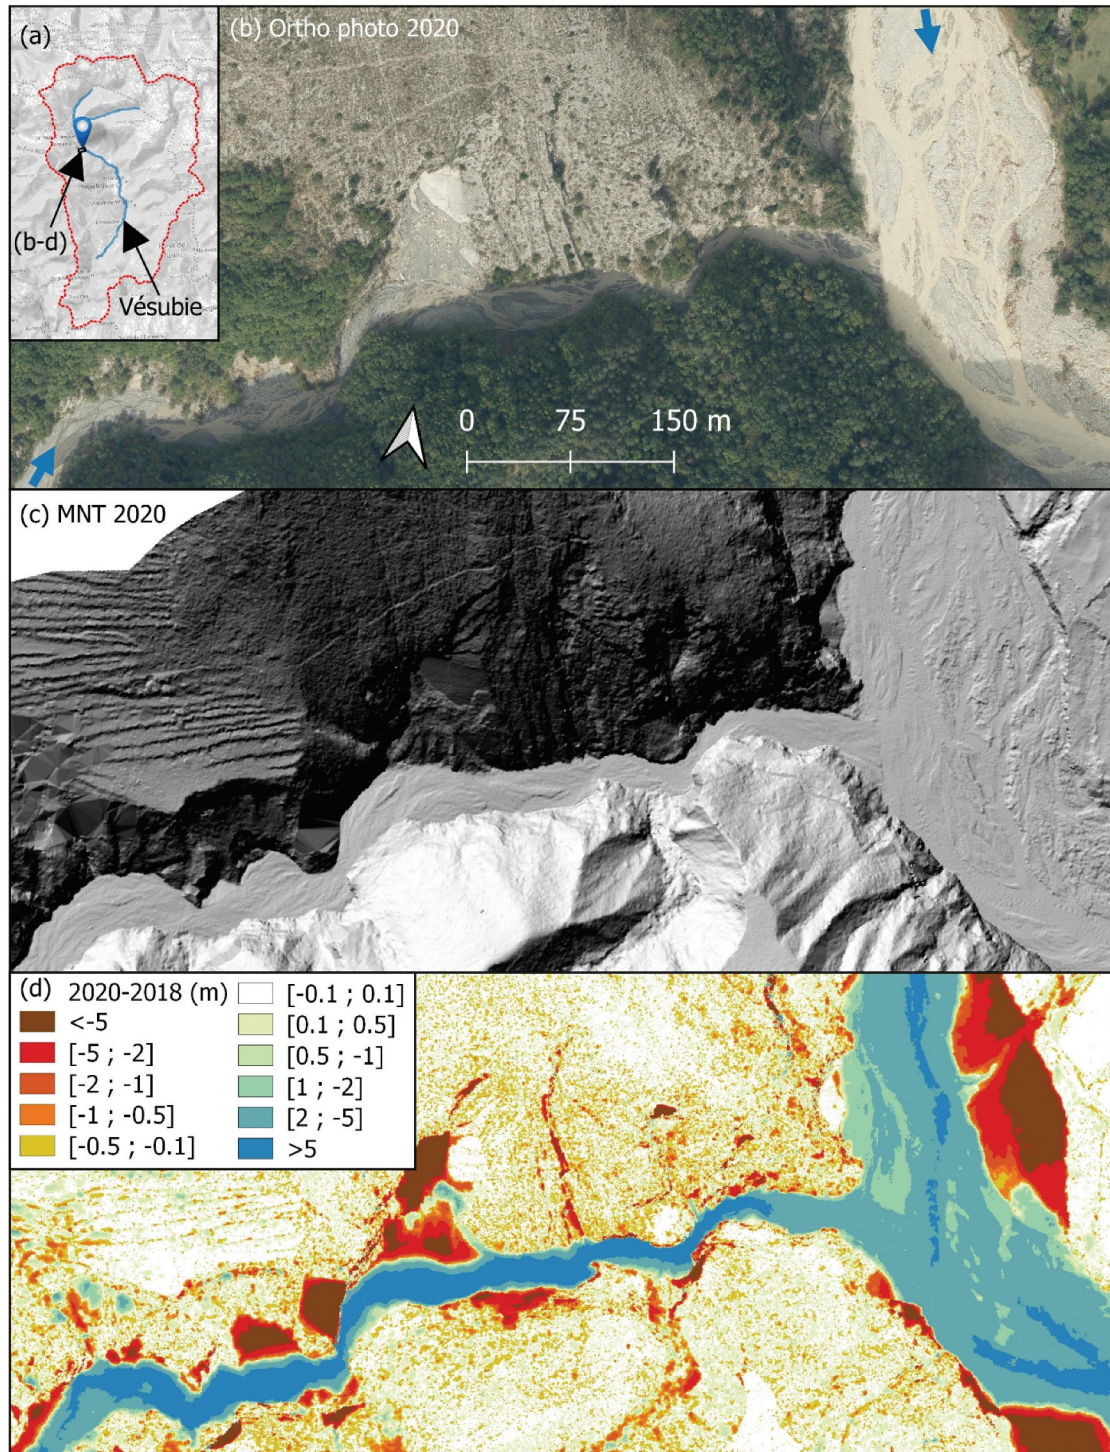 (a)
(b-d)
Vésubie
(b) Ortho photo 2020
0 75 150 m
(c) MNT 2020
(d) 2020-2018 (m)
<-5
[-5 ; -2]
[-2 ; -1]
[-1 ; -0.5]
[-0.5 ; -0.1]
[-0.1 ; 0.1]
[0.1 ; 0.5]
[0.5 ; -1]
[1 ; -2]
[2 ; -5]
>5